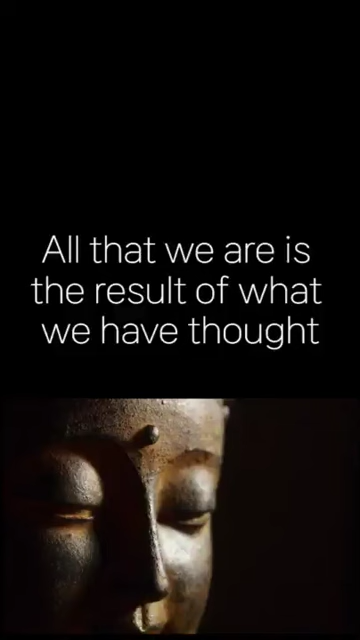 All that we are is
the result of what
we have thought